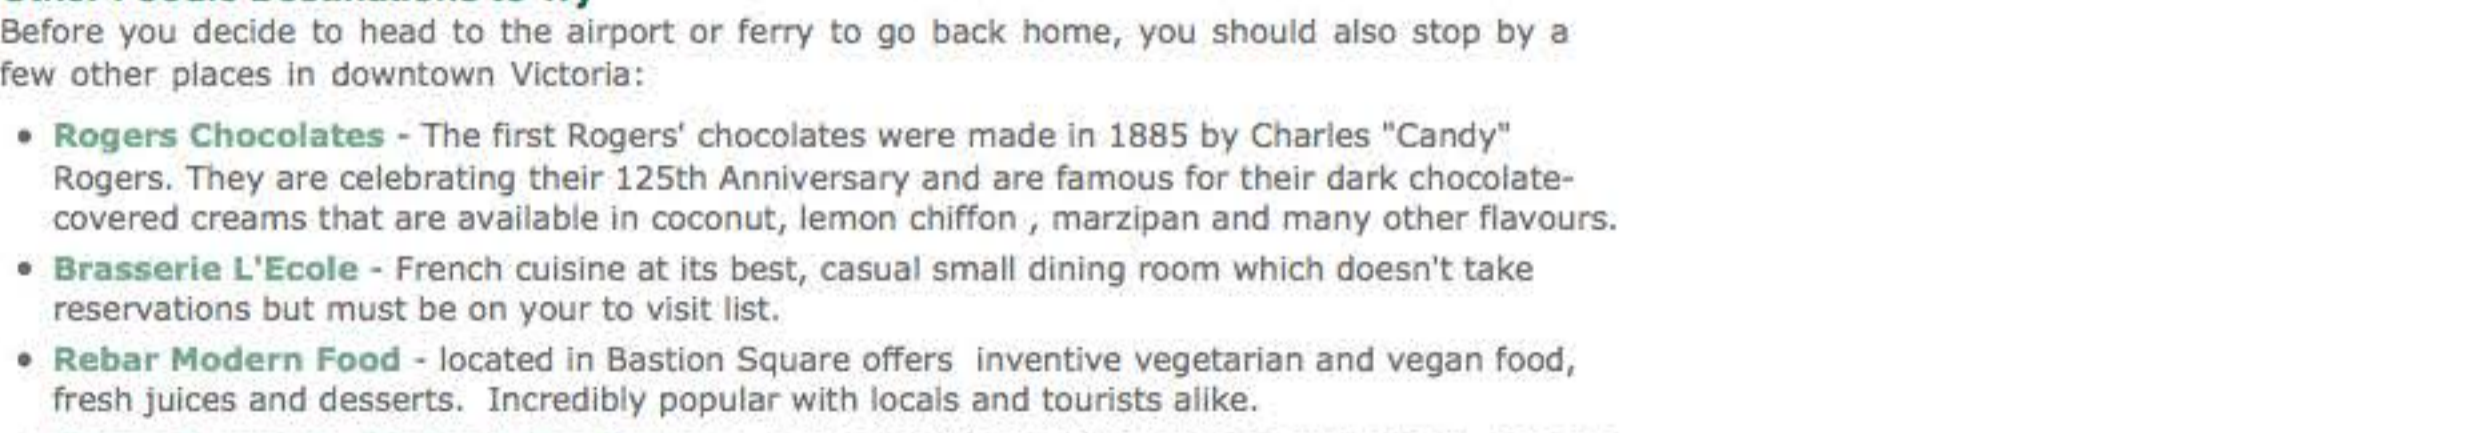 Before you decide to head to the airport or ferry to go back home, you should also stop by a
few other places in downtown Victoria:
• Rogers Chocolates - The first Rogers' chocolates were made in 1885 by Charles "Candy"
Rogers. They are celebrating their 125th Anniversary and are famous for their dark chocolate-
covered creams that are available in coconut, lemon chiffon , marzipan and many other flavours.
• Brasserie L'Ecole - French cuisine at its best, casual small dining room which doesn't take
reservations but must be on your to visit list.
• Rebar Modern Food - located in Bastion Square offers  inventive vegetarian and vegan food,
fresh juices and desserts.  Incredibly popular with locals and tourists alike.